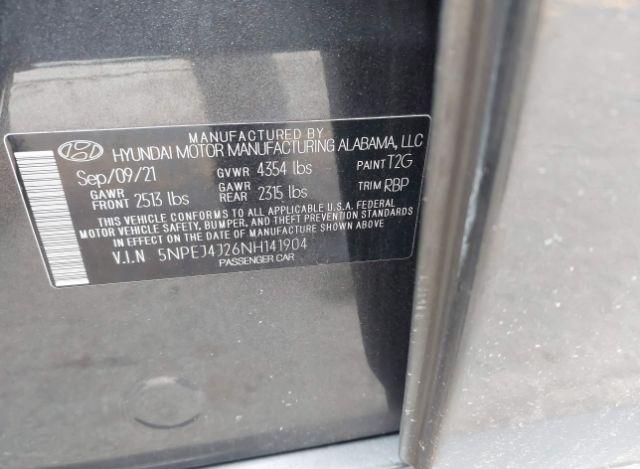 MANUFACTURED BY
HYUNDAI MOTOR MANUFACTURING ALABAMA, LLC
Sep/09/21 GVWR 4354 lbs PAINT T2G
GAWR FRONT 2513 lbs GAWR REAR 2315 lbs TRIM RBP
THIS VEHICLE CONFORMS TO ALL APPLICABLE U.S.A. FEDERAL
MOTOR VEHICLE SAFETY, BUMPER, AND THEFT PREVENTION STANDARDS
IN EFFECT ON THE DATE OF MANUFACTURE SHOWN ABOVE
V.I.N 5NPEJ4J26NH141904
PASSENGER CAR